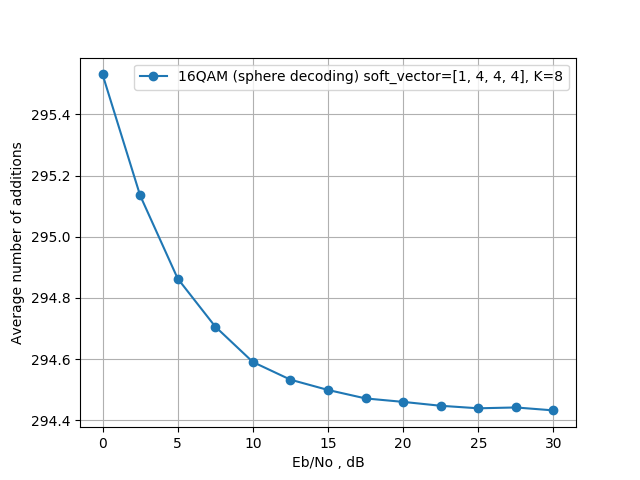 16QAM (sphere decoding) soft_vector=[1, 4, 4, 4], K=8
Average number of additions
295.4
295.2
295.0
294.8
294.6
294.4
0 5 10 15 20 25 30
Eb/No , dB